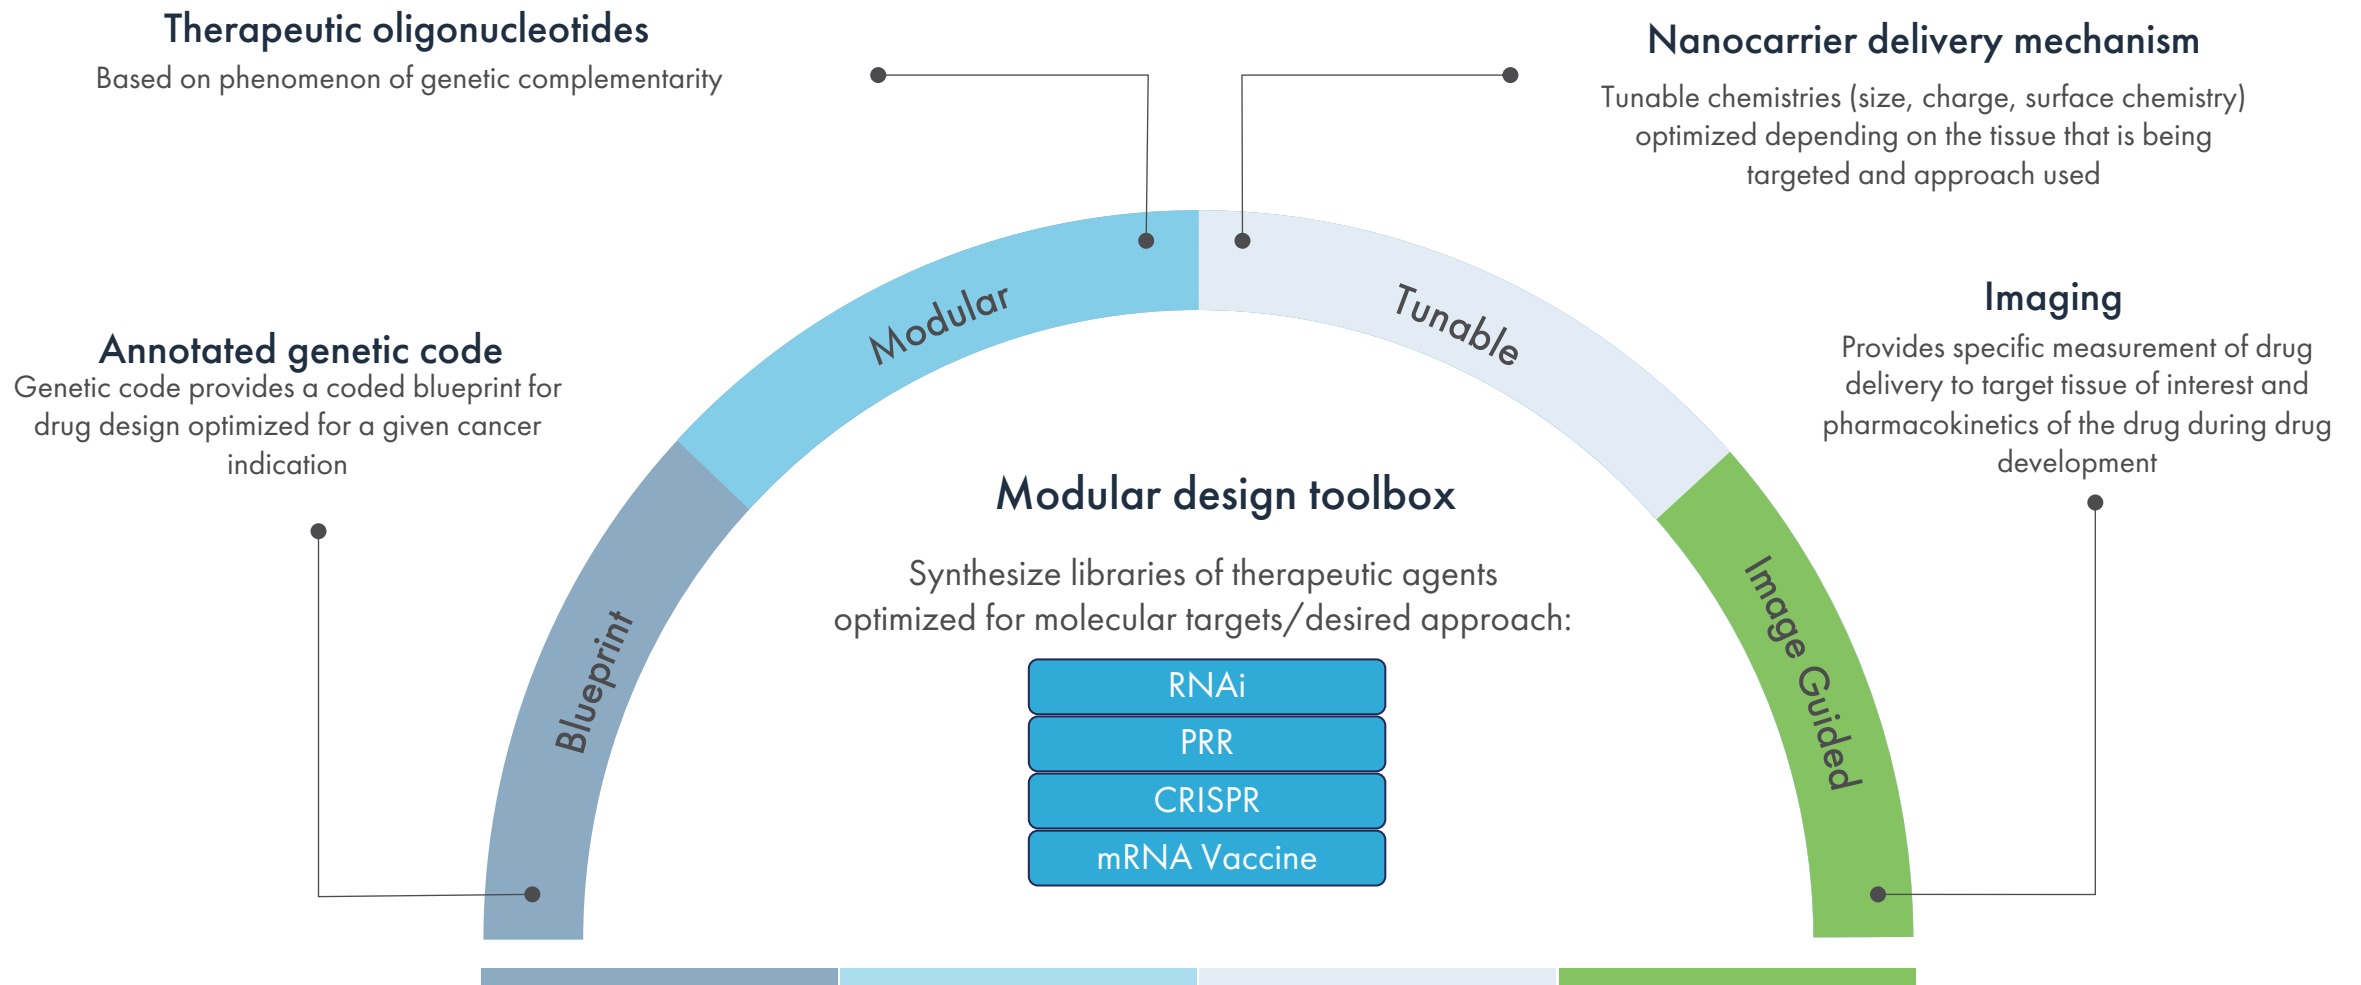 Therapeutic oligonucleotides
Based on phenomenon of genetic complementarity
Nanocarrier delivery mechanism
Tunable chemistries (size, charge, surface chemistry)
optimized depending on the tissue that is being
targeted and approach used
Annotated genetic code
Genetic code provides a coded blueprint for
drug design optimized for a given cancer
indication
Imaging
Provides specific measurement of drug
delivery to target tissue of interest and
pharmacokinetics of the drug during drug
development
Blueprint
Modular
Tunable
Image Guided
Modular design toolbox
Synthesize libraries of therapeutic agents
optimized for molecular targets/desired approach:
RNAi
PRR
CRISPR
mRNA Vaccine